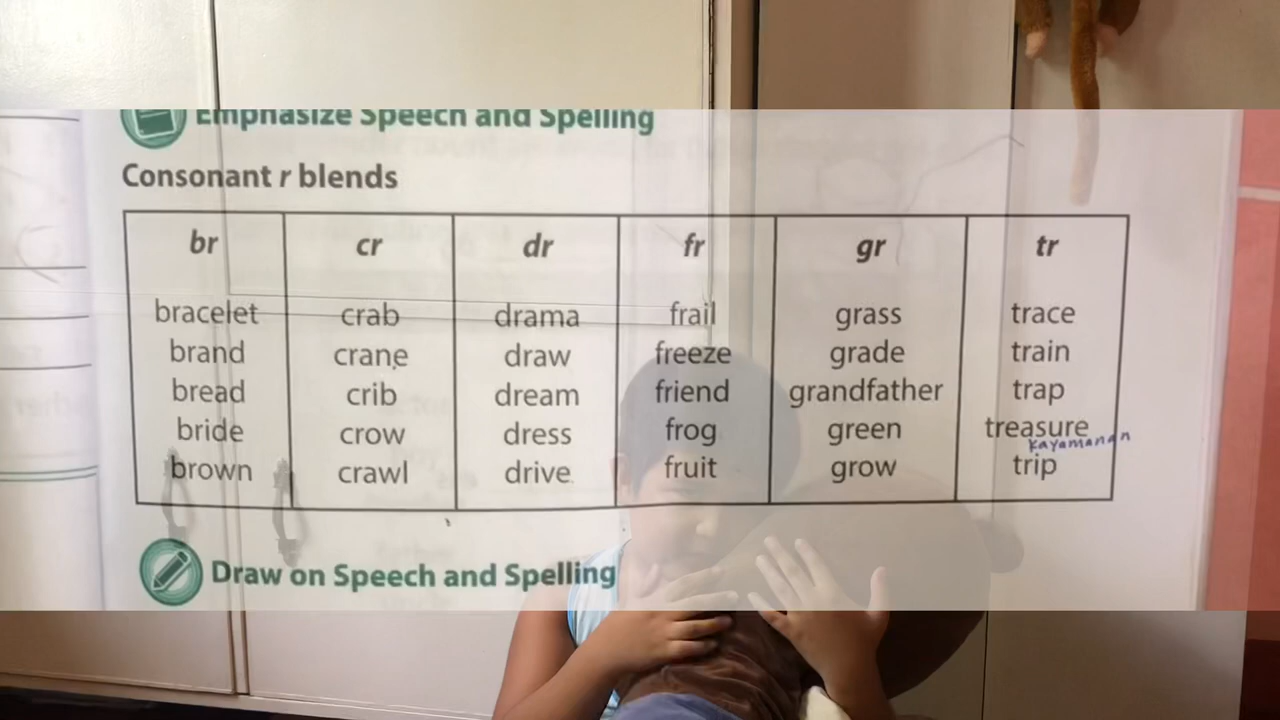 Emphasize Speech and Spelling
Consonant r blends
br cr dr fr gr tr
bracelet crab drama frail grass trace
brand crane draw freeze grade train
bread crib dream friend grandfather trap
bride crow dress frog green treasure
kayamanan
brown crawl drive fruit grow trip
Draw on Speech and Spelling